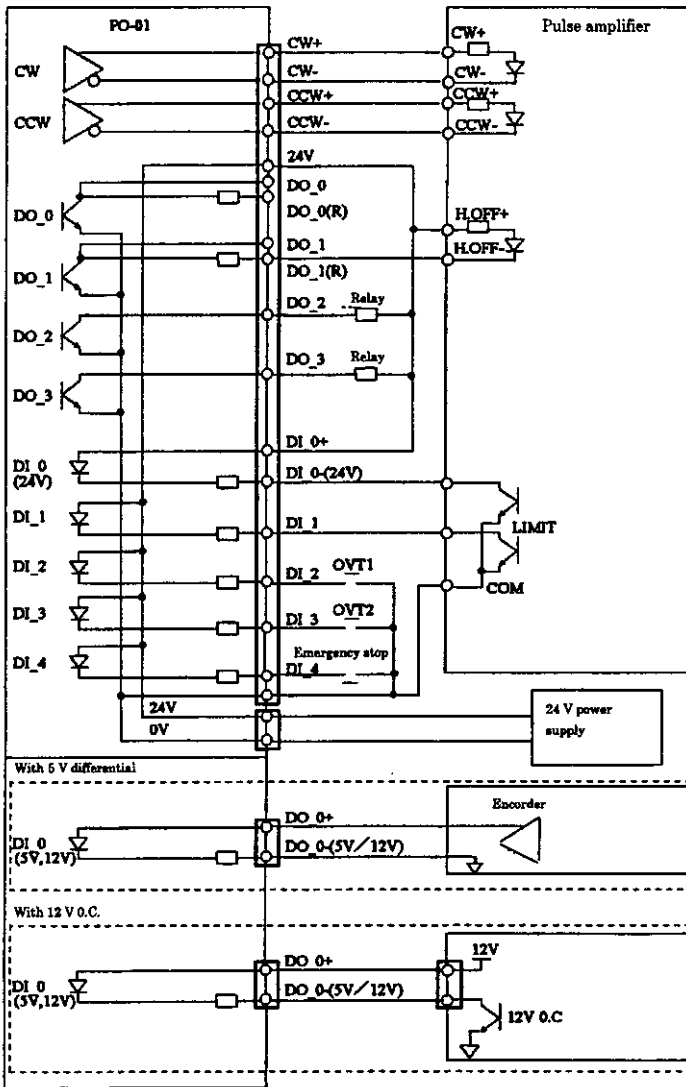 PO-01
Pulse amplifier
CW
CW+
CW+
CW-
CW-
CCW
CCW+
CCW+
CCW-
CCW-
24V
DO_0
DO_0
DO_0(R)
H.OFF+
DO_1
DO_1
H.OFF-
DO_1(R)
DO_2
DO_2
Relay
DO_3
DO_3
Relay
DI_0+
DI_0
(24V)
DI_0-(24V)
DI_1
DI_1
LIMIT
DI_2
DI_2
OVT1
COM
DI_3
DI_3
OVT2
DI_4
Emergency stop
DI_4
24V
0V
24 V power
supply
With 5 V differential
Encorder
DI_0
(5V,12V)
DO_0+
DO_0-(5V/12V)
With 12 V O.C.
DI_0
(5V,12V)
DO_0+
DO_0-(5V/12V)
12V
12V O.C